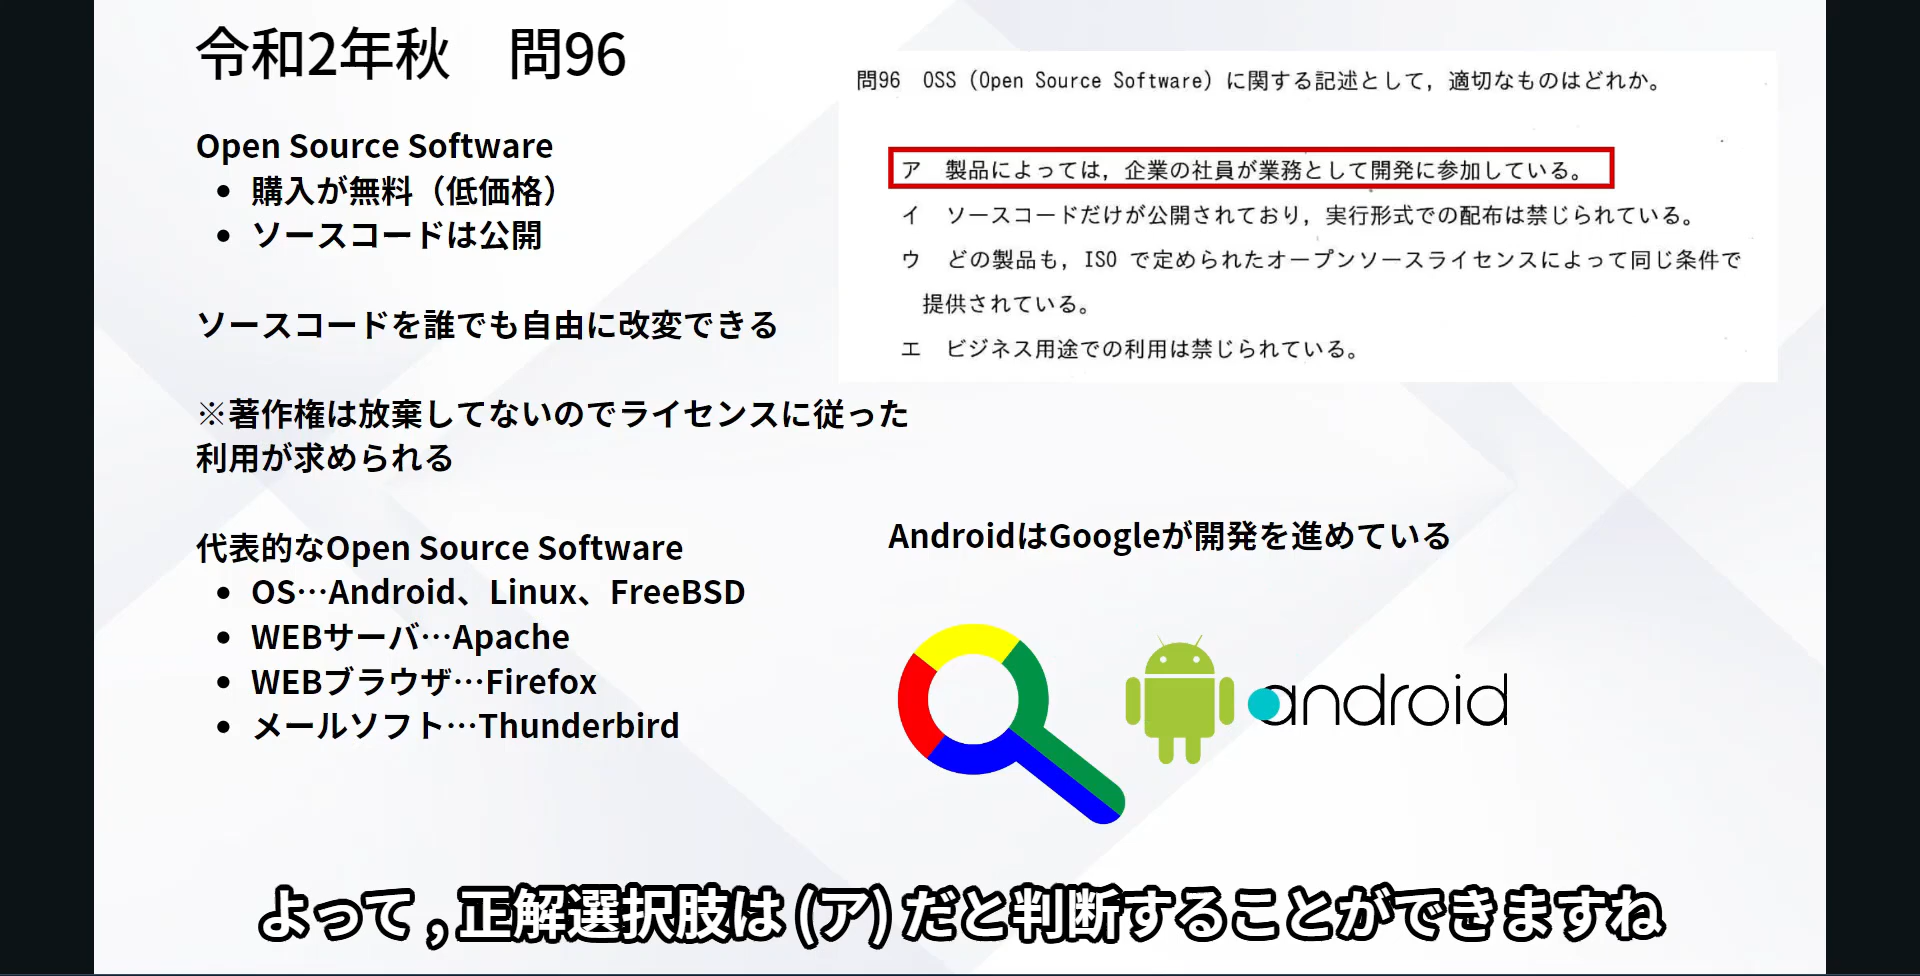 令和2年秋　問96
Open Source Software
• 購入が無料（低価格）
• ソースコードは公開
ソースコードを誰でも自由に改変できる
※著作権は放棄してないのでライセンスに従った
利用が求められる
代表的なOpen Source Software
• OS…Android、Linux、FreeBSD
• WEBサーバ…Apache
• WEBブラウザ…Firefox
• メールソフト…Thunderbird
問96　OSS（Open Source Software）に関する記述として，適切なものはどれか。
ア　製品によっては，企業の社員が業務として開発に参加している。
イ　ソースコードだけが公開されており，実行形式での配布は禁じられている。
ウ　どの製品も，ISO で定められたオープンソースライセンスによって同じ条件で
提供されている。
エ　ビジネス用途での利用は禁じられている。
AndroidはGoogleが開発を進めている
android
よって , 正解選択肢は (ア) だと判断することができますね